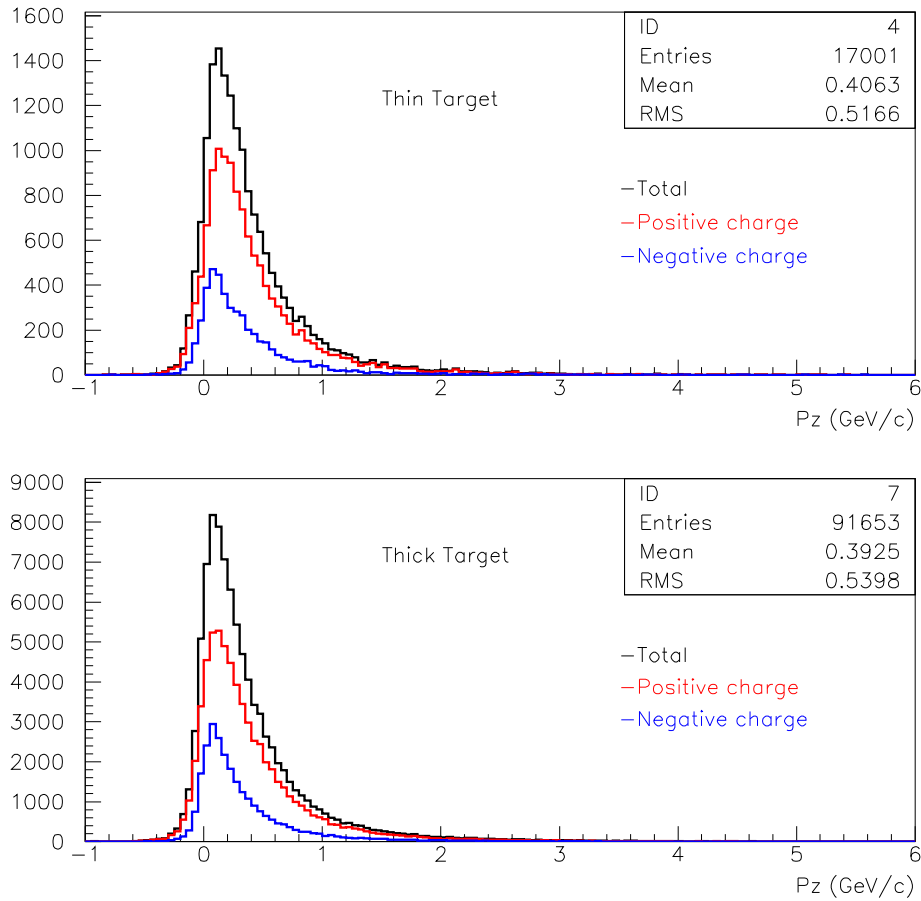 1600
1400
1200
1000
800
600
400
200
0
ID 4
Entries 17001
Mean 0.4063
RMS 0.5166
Thin Target
−Total
−Positive charge
−Negative charge
−1 0 1 2 3 4 5 6
Pz (GeV/c)
9000
8000
7000
6000
5000
4000
3000
2000
1000
0
ID 7
Entries 91653
Mean 0.3925
RMS 0.5398
Thick Target
−Total
−Positive charge
−Negative charge
−1 0 1 2 3 4 5 6
Pz (GeV/c)